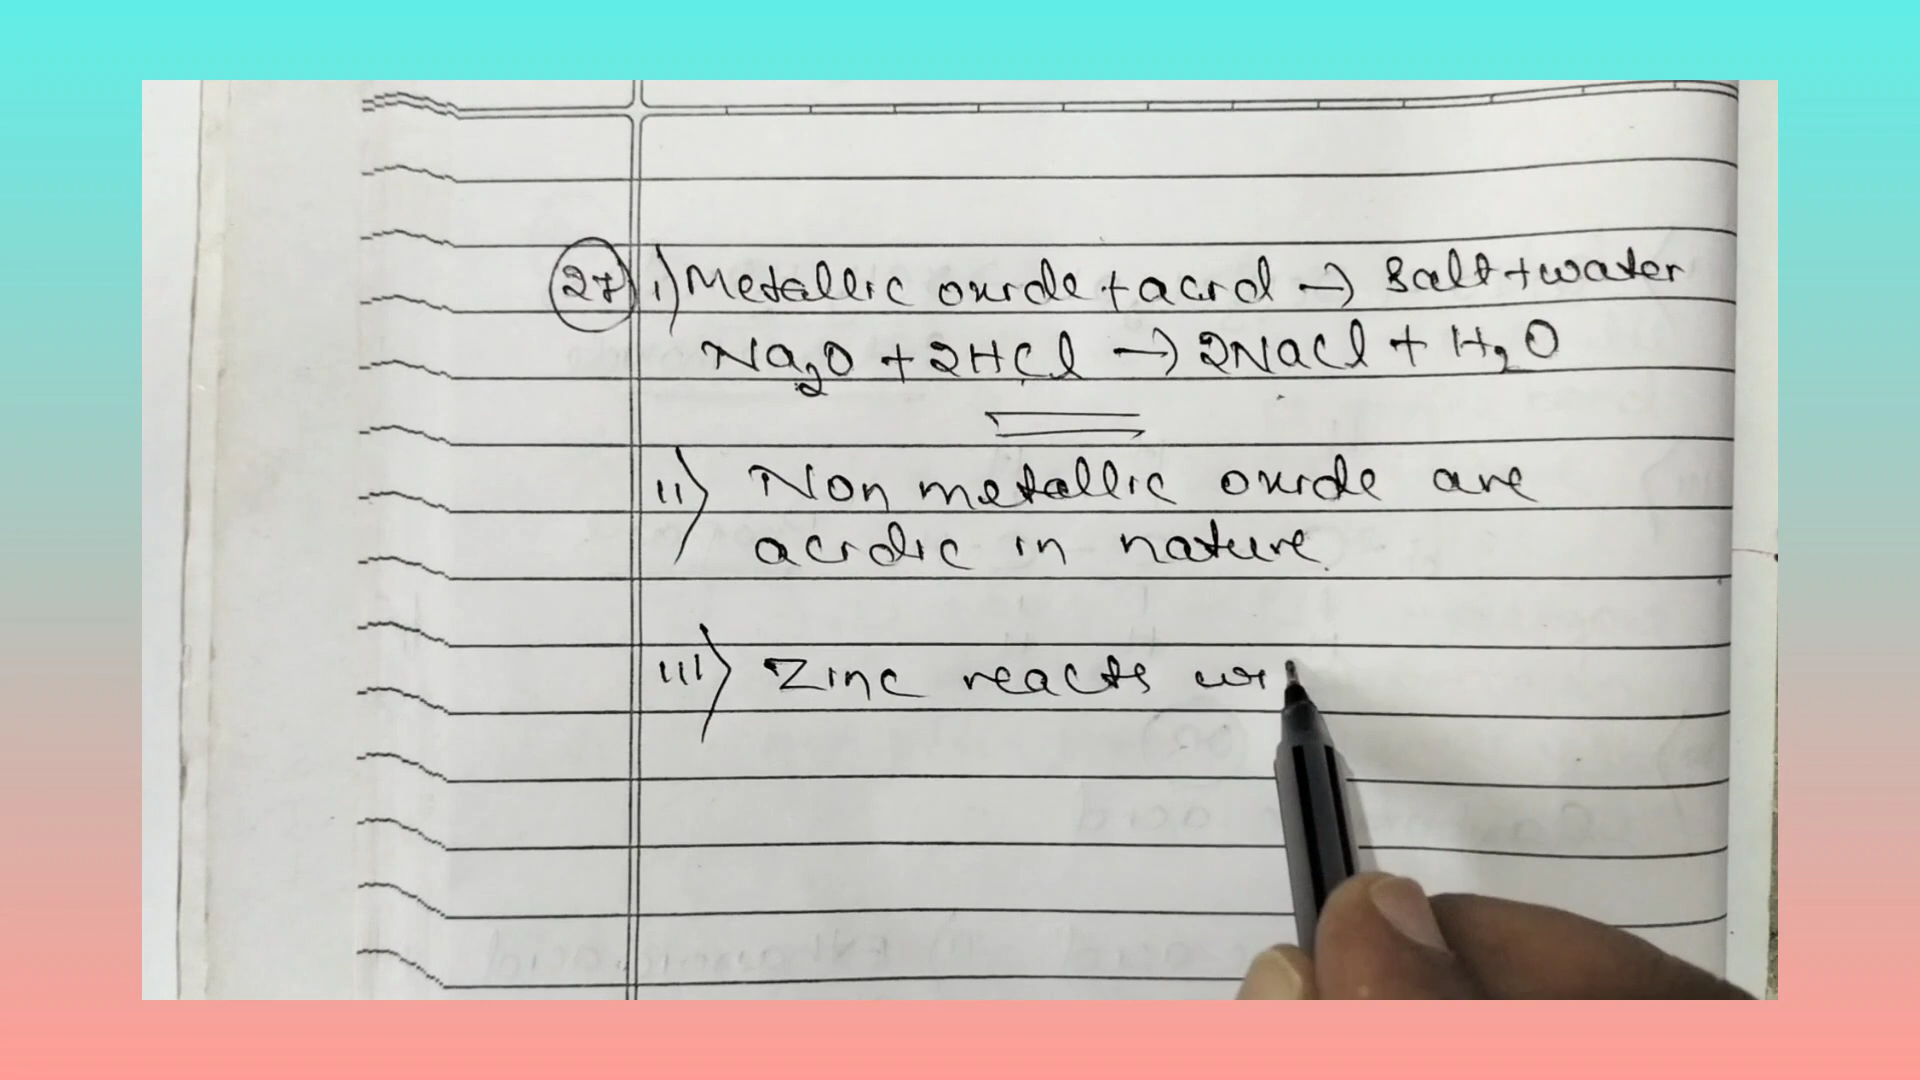 27 i) Metallic oxide + acid → Salt + water
Na₂O + 2HCl → 2NaCl + H₂O
ii) Non metallic oxide are
acidic in nature
iii) Zinc reacts wi